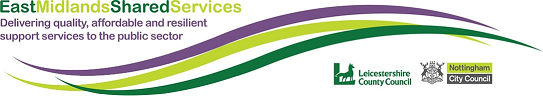 EastMidlandsSharedServices
Delivering quality, affordable and resilient
support services to the public sector
Leicestershire
County Council
Nottingham
City Council